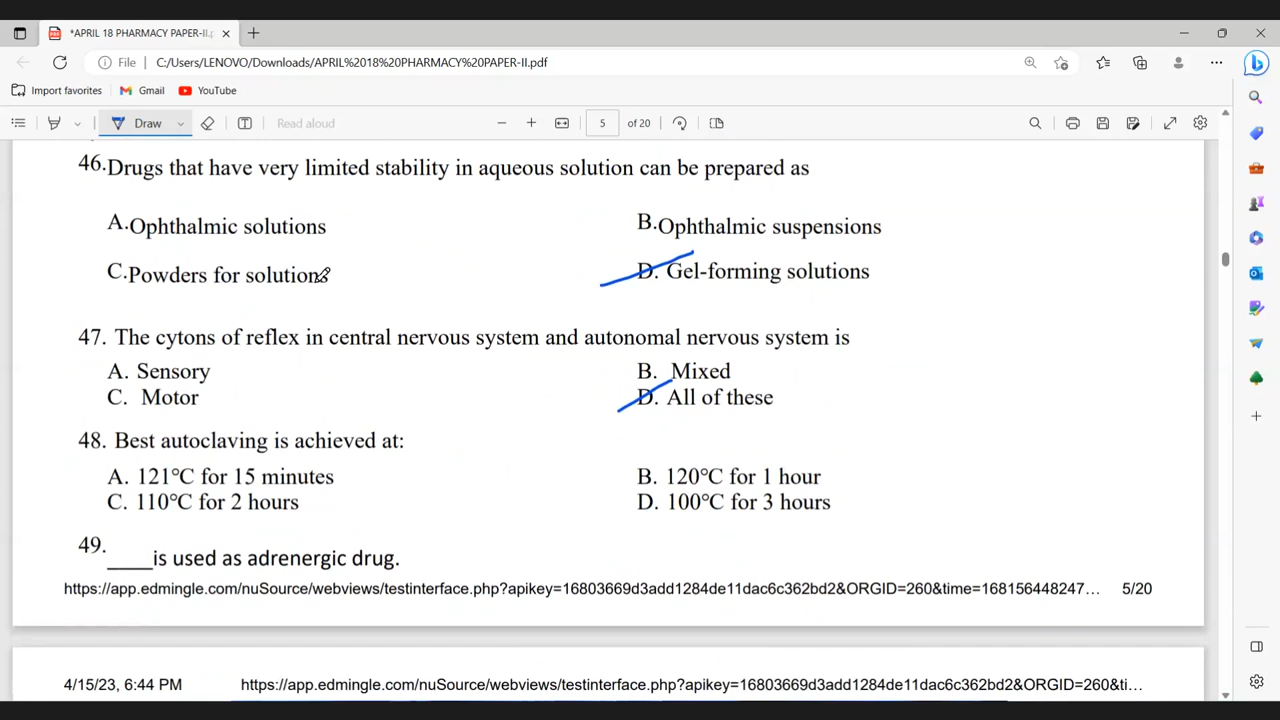 *APRIL 18 PHARMACY PAPER-II.p
File C:/Users/LENOVO/Downloads/APRIL%2018%20PHARMACY%20PAPER-II.pdf
Import favorites Gmail YouTube
Draw Read aloud 5 of 20
46. Drugs that have very limited stability in aqueous solution can be prepared as
A. Ophthalmic solutions B. Ophthalmic suspensions
C. Powders for solution D. Gel-forming solutions
47. The cytons of reflex in central nervous system and autonomal nervous system is
A. Sensory B. Mixed
C. Motor D. All of these
48. Best autoclaving is achieved at:
A. 121°C for 15 minutes B. 120°C for 1 hour
C. 110°C for 2 hours D. 100°C for 3 hours
49. ____is used as adrenergic drug.
https://app.edmingle.com/nuSource/webviews/testinterface.php?apikey=16803669d3add1284de11dac6c362bd2&ORGID=260&time=168156448247… 5/20
4/15/23, 6:44 PM https://app.edmingle.com/nuSource/webviews/testinterface.php?apikey=16803669d3add1284de11dac6c362bd2&ORGID=260&ti…